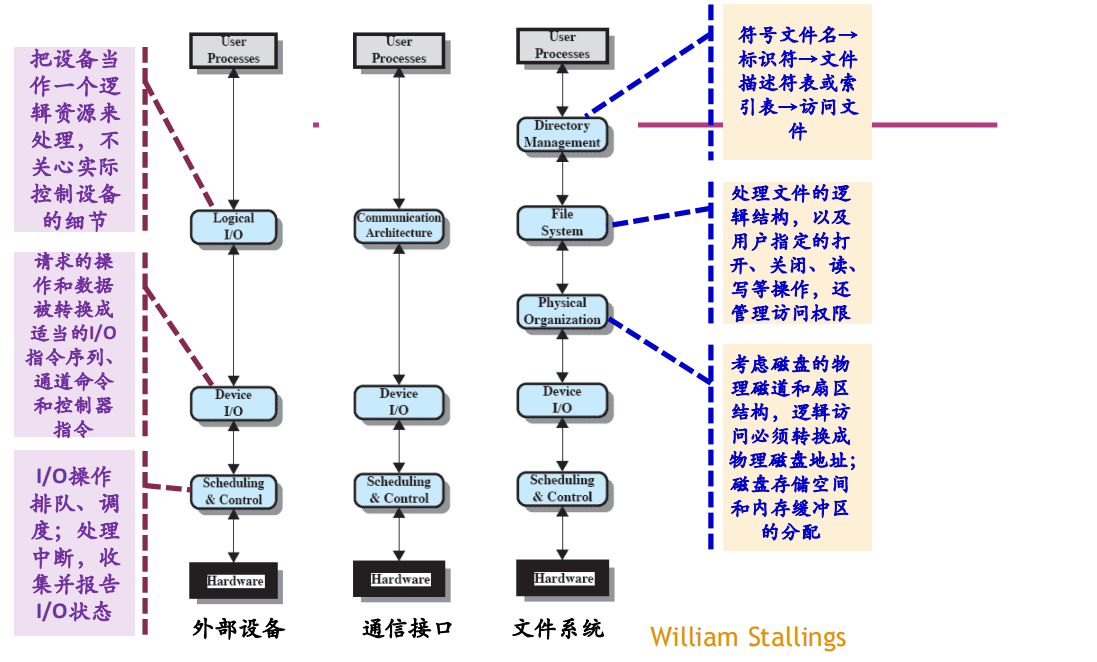 把设备当
作一个逻
辑资源来
处理，不
关心实际
控制设备
的细节
请求的操
作和数据
被转换成
适当的I/O
指令序列、
通道命令
和控制器
指令
I/O操作
排队、调
度；处理
中断，收
集并报告
I/O状态
User
Processes
Logical
I/O
Device
I/O
Scheduling
& Control
Hardware
外部设备
User
Processes
Communication
Architecture
Device
I/O
Scheduling
& Control
Hardware
通信接口
User
Processes
Directory
Management
File
System
Physical
Organization
Device
I/O
Scheduling
& Control
Hardware
文件系统
符号文件名→
标识符→文件
描述符表或索
引表→访问文
件
处理文件的逻
辑结构，以及
用户指定的打
开、关闭、读、
写等操作，还
管理访问权限
考虑磁盘的物
理磁道和扇区
结构，逻辑访
问必须转换成
物理磁盘地址；
磁盘存储空间
和内存缓冲区
的分配
William Stallings